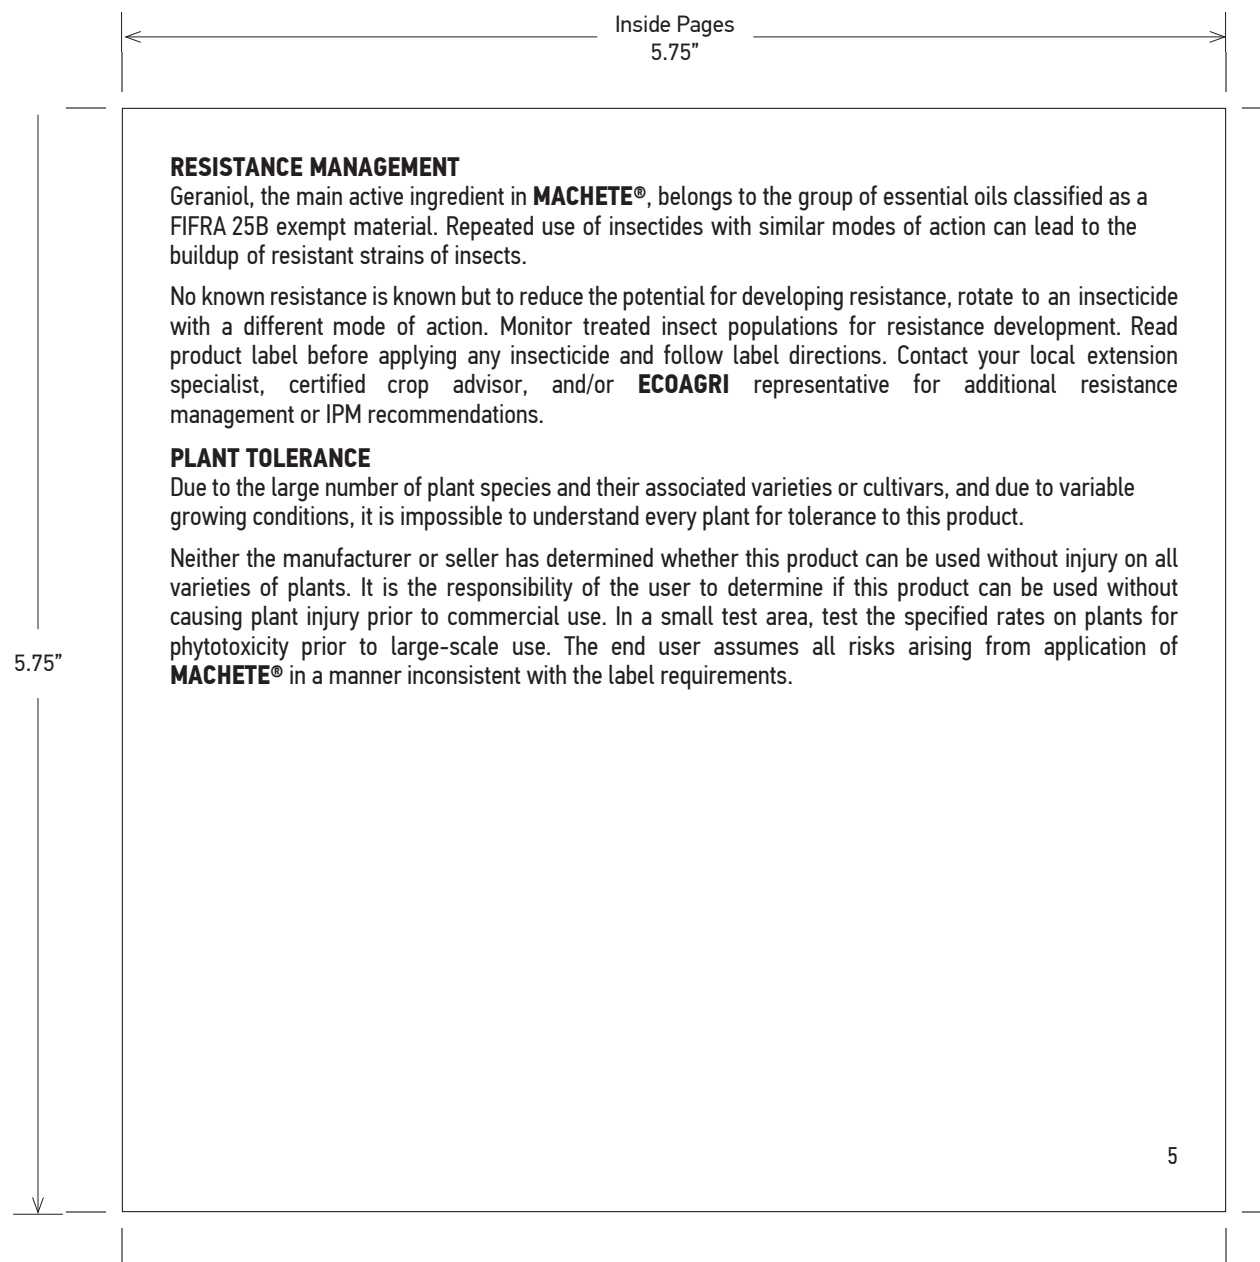 Inside Pages
5.75”
RESISTANCE MANAGEMENT
Geraniol, the main active ingredient in MACHETE®, belongs to the group of essential oils classified as a
FIFRA 25B exempt material. Repeated use of insectides with similar modes of action can lead to the
buildup of resistant strains of insects.
No known resistance is known but to reduce the potential for developing resistance, rotate to an insecticide
with a different mode of action. Monitor treated insect populations for resistance development. Read
product label before applying any insecticide and follow label directions. Contact your local extension
specialist, certified crop advisor, and/or ECOAGRI representative for additional resistance
management or IPM recommendations.
PLANT TOLERANCE
Due to the large number of plant species and their associated varieties or cultivars, and due to variable
growing conditions, it is impossible to understand every plant for tolerance to this product.
Neither the manufacturer or seller has determined whether this product can be used without injury on all
varieties of plants. It is the responsibility of the user to determine if this product can be used without
causing plant injury prior to commercial use. In a small test area, test the specified rates on plants for
phytotoxicity prior to large-scale use. The end user assumes all risks arising from application of
MACHETE® in a manner inconsistent with the label requirements.
5.75”
5